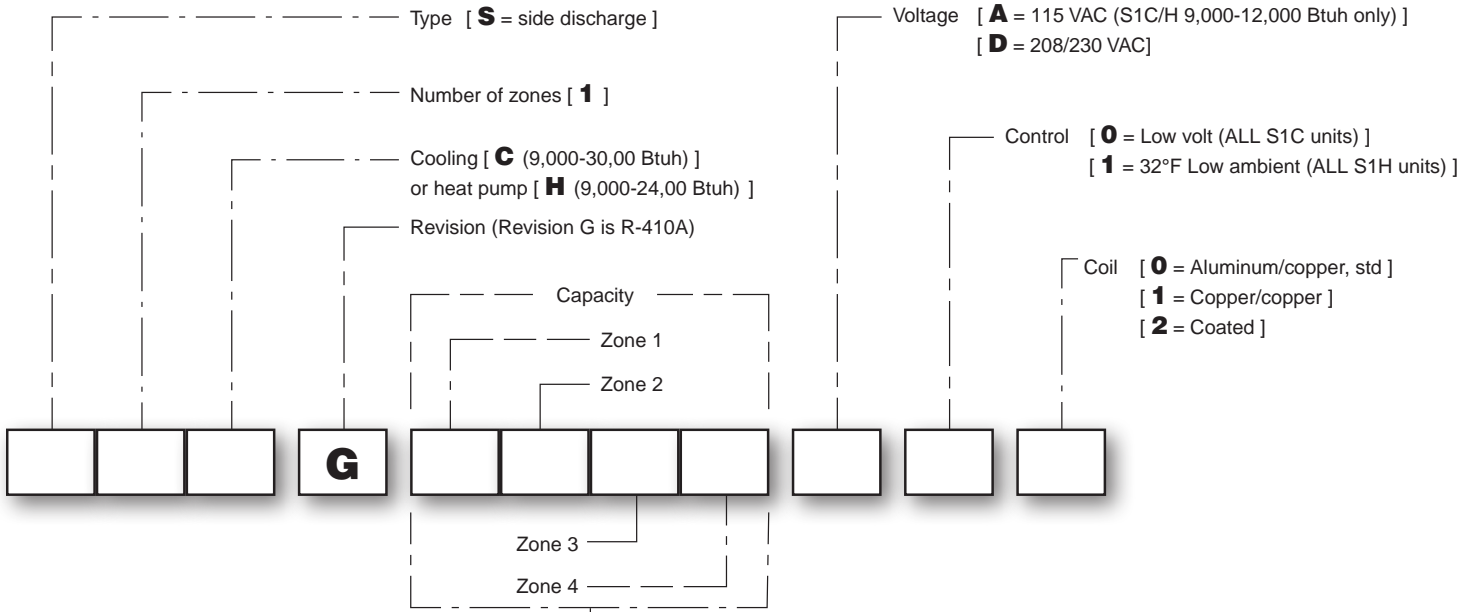 Type [ S = side discharge ]
Number of zones [ 1 ]
Cooling [ C (9,000-30,00 Btuh) ]
or heat pump [ H (9,000-24,00 Btuh) ]
Revision (Revision G is R-410A)
Capacity
Zone 1
Zone 2
Voltage [ A = 115 VAC (S1C/H 9,000-12,000 Btuh only) ]
[ D = 208/230 VAC]
Control [ 0 = Low volt (ALL S1C units) ]
[ 1 = 32°F Low ambient (ALL S1H units) ]
Coil [ 0 = Aluminum/copper, std ]
[ 1 = Copper/copper ]
[ 2 = Coated ]
G
Zone 3
Zone 4